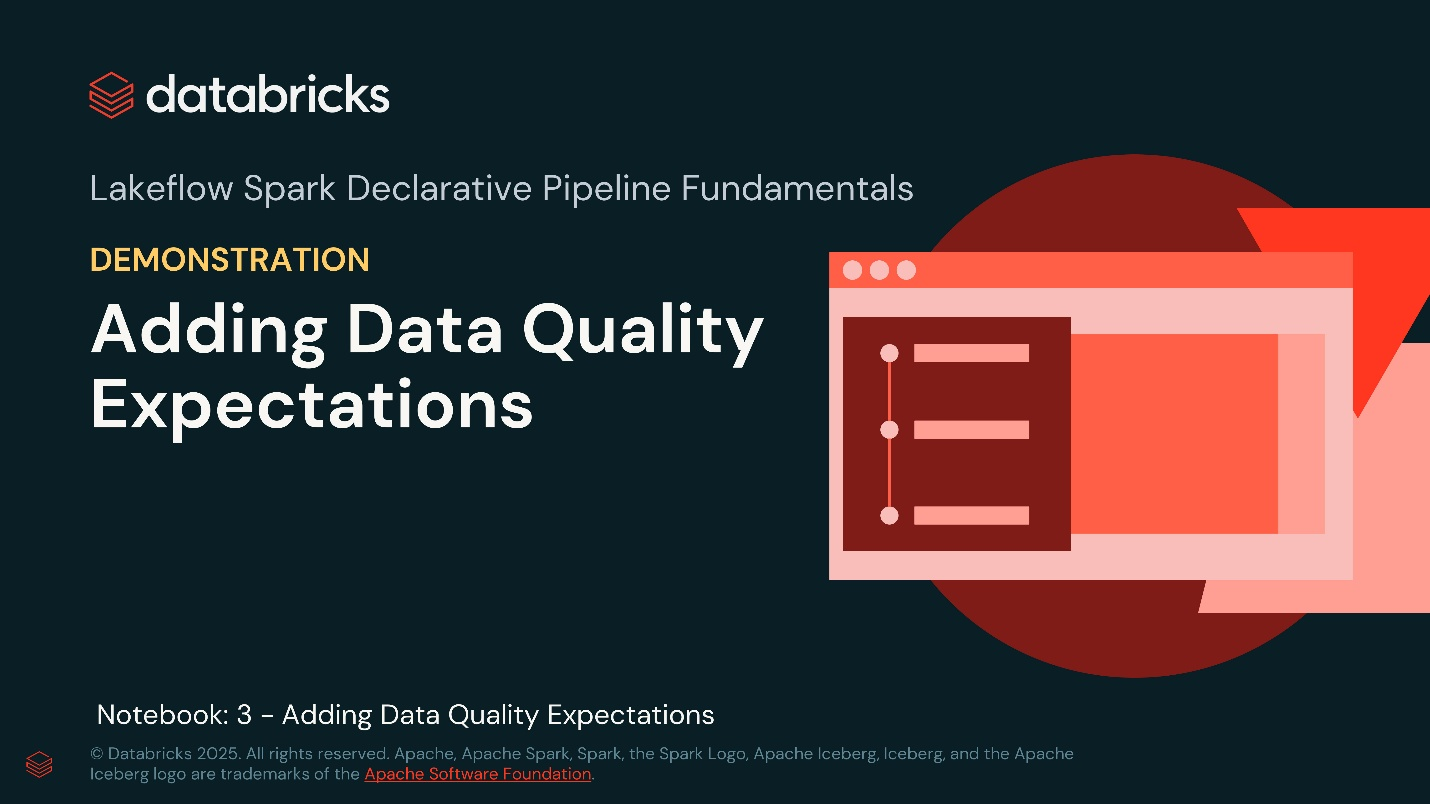 databricks
Lakeflow Spark Declarative Pipeline Fundamentals
DEMONSTRATION
Adding Data Quality
Expectations
Notebook: 3 - Adding Data Quality Expectations
© Databricks 2025. All rights reserved. Apache, Apache Spark, Spark, the Spark Logo, Apache Iceberg, Iceberg, and the Apache
Iceberg logo are trademarks of the Apache Software Foundation.